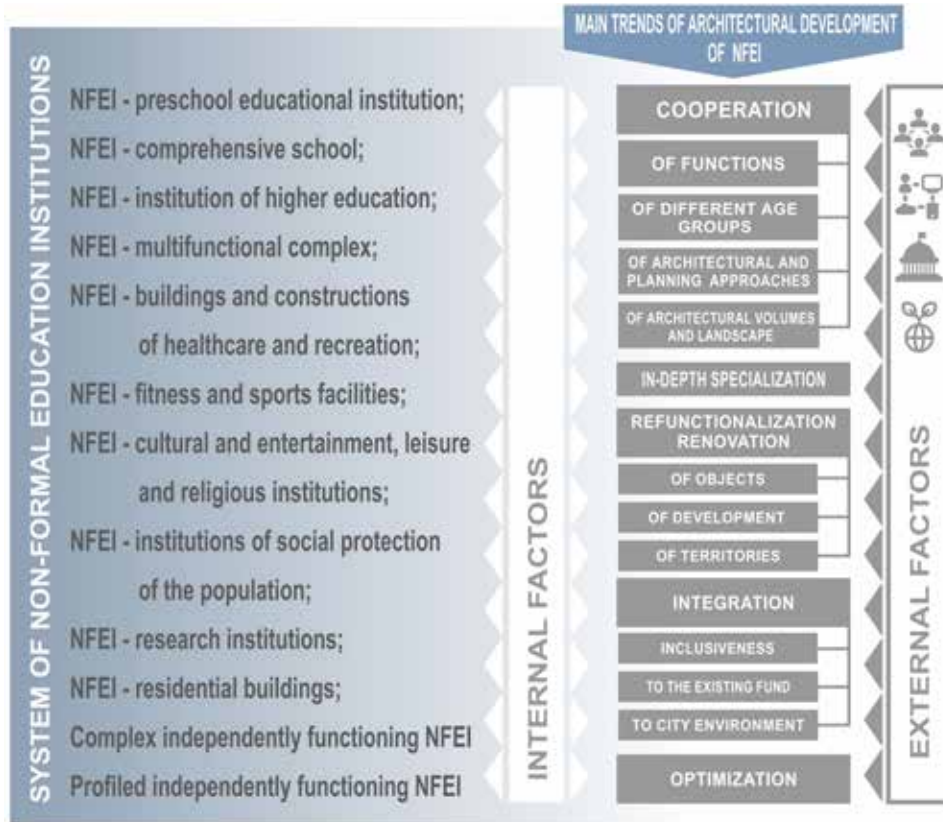 MAIN TRENDS OF ARCHITECTURAL DEVELOPMENT
OF NFEI
SYSTEM OF NON-FORMAL EDUCATION INSTITUTIONS
NFEI - preschool educational institution;
NFEI - comprehensive school;
NFEI - institution of higher education;
NFEI - multifunctional complex;
NFEI - buildings and constructions
of healthcare and recreation;
NFEI - fitness and sports facilities;
NFEI - cultural and entertainment, leisure
and religious institutions;
NFEI - institutions of social protection
of the population;
NFEI - research institutions;
NFEI - residential buildings;
Complex independently functioning NFEI
Profiled independently functioning NFEI
INTERNAL FACTORS
COOPERATION
OF FUNCTIONS
OF DIFFERENT AGE
GROUPS
OF ARCHITECTURAL AND
PLANNING APPROACHES
OF ARCHITECTURAL VOLUMES
AND LANDSCAPE
IN-DEPTH SPECIALIZATION
REFUNCTIONALIZATION
RENOVATION
OF OBJECTS
OF DEVELOPMENT
OF TERRITORIES
INTEGRATION
INCLUSIVENESS
TO THE EXISTING FUND
TO CITY ENVIRONMENT
OPTIMIZATION
EXTERNAL FACTORS